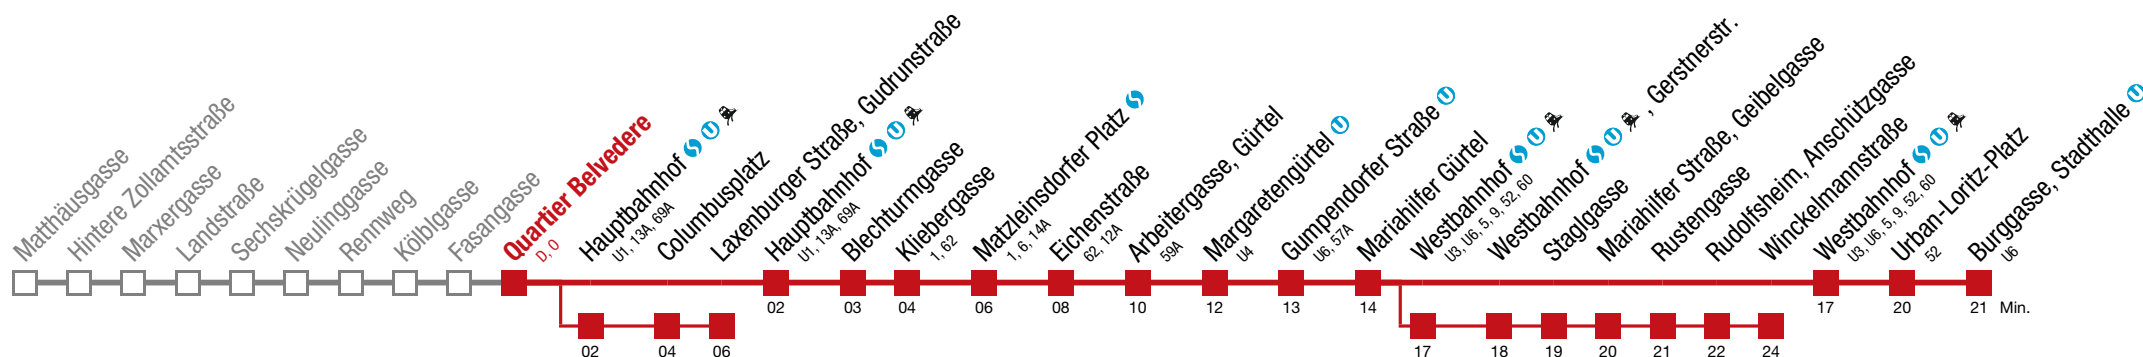 Matthäusgasse
Hintere Zollamtsstraße
Marxergasse
Landstraße
Sechskrügelgasse
Neulinggasse
Rennweg
Kölblgasse
Fasangasse
Quartier Belvedere
D, O
Hauptbahnhof S U
U1, 13A, 69A
Columbusplatz
Laxenburger Straße, Gudrunstraße
Hauptbahnhof S U
U1, 13A, 69A
Blechturmgasse
Kliebergasse
1, 62
Matzleinsdorfer Platz S
1, 6, 14A
Eichenstraße
62, 12A
Arbeitergasse, Gürtel
59A
Margaretengürtel U
U4
Gumpendorfer Straße U
U6, 57A
Mariahilfer Gürtel
Westbahnhof S U
U3, U6, 5, 9, 52, 60
Westbahnhof S U , Gerstnerstr.
Staglgasse
Mariahilfer Straße, Geibelgasse
Rustengasse
Rudolfsheim, Anschützgasse
Winckelmannstraße
Westbahnhof S U
U3, U6, 5, 9, 52, 60
Urban-Loritz-Platz
52
Burggasse, Stadthalle U
U6
02 03 04 06 08 10 12 13 14 17 20 21 Min.
02 04 06 17 18 19 20 21 22 24